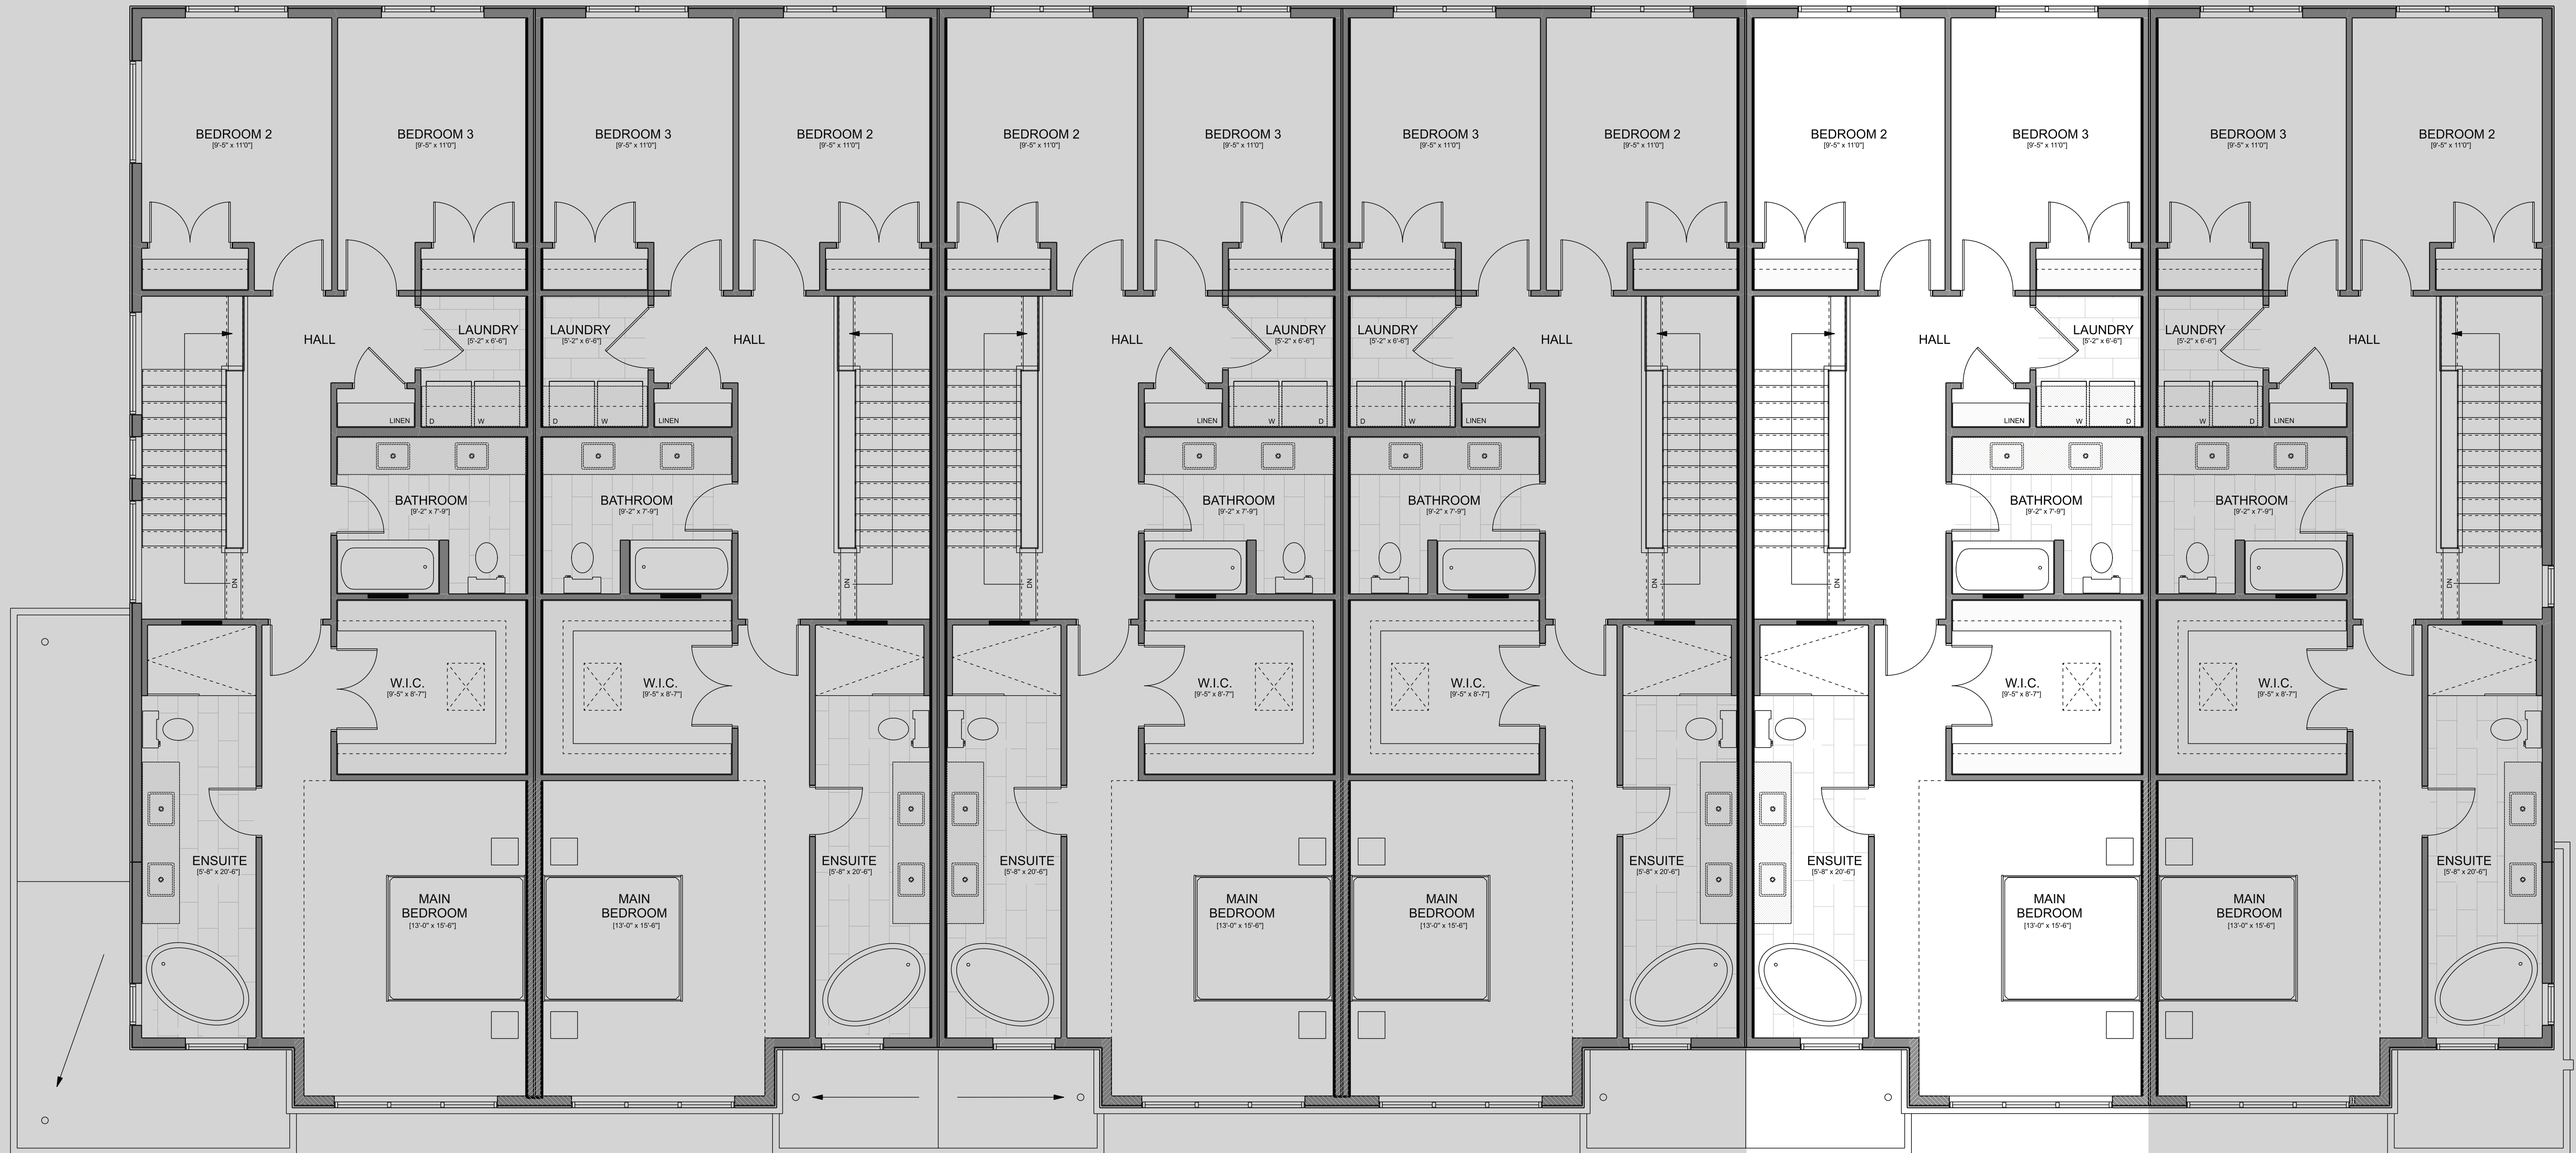 BEDROOM 2
[9'-5" x 11'0"]
BEDROOM 3
[9'-5" x 11'0"]
HALL
LAUNDRY
[5'-2" x 6'-6"]
LINEN
D
W
BATHROOM
[9'-2" x 7'-9"]
DN
W.I.C.
[9'-5" x 8'-7"]
ENSUITE
[5'-8" x 20'-6"]
MAIN
BEDROOM
[13'-0" x 15'-6"]
BEDROOM 3
[9'-5" x 11'0"]
BEDROOM 2
[9'-5" x 11'0"]
LAUNDRY
[5'-2" x 6'-6"]
HALL
D
W
LINEN
BATHROOM
[9'-2" x 7'-9"]
DN
W.I.C.
[9'-5" x 8'-7"]
ENSUITE
[5'-8" x 20'-6"]
MAIN
BEDROOM
[13'-0" x 15'-6"]
BEDROOM 2
[9'-5" x 11'0"]
BEDROOM 3
[9'-5" x 11'0"]
HALL
LAUNDRY
[5'-2" x 6'-6"]
LINEN
W
D
BATHROOM
[9'-2" x 7'-9"]
DN
W.I.C.
[9'-5" x 8'-7"]
ENSUITE
[5'-8" x 20'-6"]
MAIN
BEDROOM
[13'-0" x 15'-6"]
BEDROOM 3
[9'-5" x 11'0"]
BEDROOM 2
[9'-5" x 11'0"]
LAUNDRY
[5'-2" x 6'-6"]
HALL
D
W
LINEN
BATHROOM
[9'-2" x 7'-9"]
DN
W.I.C.
[9'-5" x 8'-7"]
ENSUITE
[5'-8" x 20'-6"]
MAIN
BEDROOM
[13'-0" x 15'-6"]
BEDROOM 2
[9'-5" x 11'0"]
BEDROOM 3
[9'-5" x 11'0"]
HALL
LAUNDRY
[5'-2" x 6'-6"]
LINEN
W
D
BATHROOM
[9'-2" x 7'-9"]
DN
W.I.C.
[9'-5" x 8'-7"]
ENSUITE
[5'-8" x 20'-6"]
MAIN
BEDROOM
[13'-0" x 15'-6"]
BEDROOM 3
[9'-5" x 11'0"]
BEDROOM 2
[9'-5" x 11'0"]
LAUNDRY
[5'-2" x 6'-6"]
HALL
W
D
LINEN
BATHROOM
[9'-2" x 7'-9"]
DN
W.I.C.
[9'-5" x 8'-7"]
ENSUITE
[5'-8" x 20'-6"]
MAIN
BEDROOM
[13'-0" x 15'-6"]